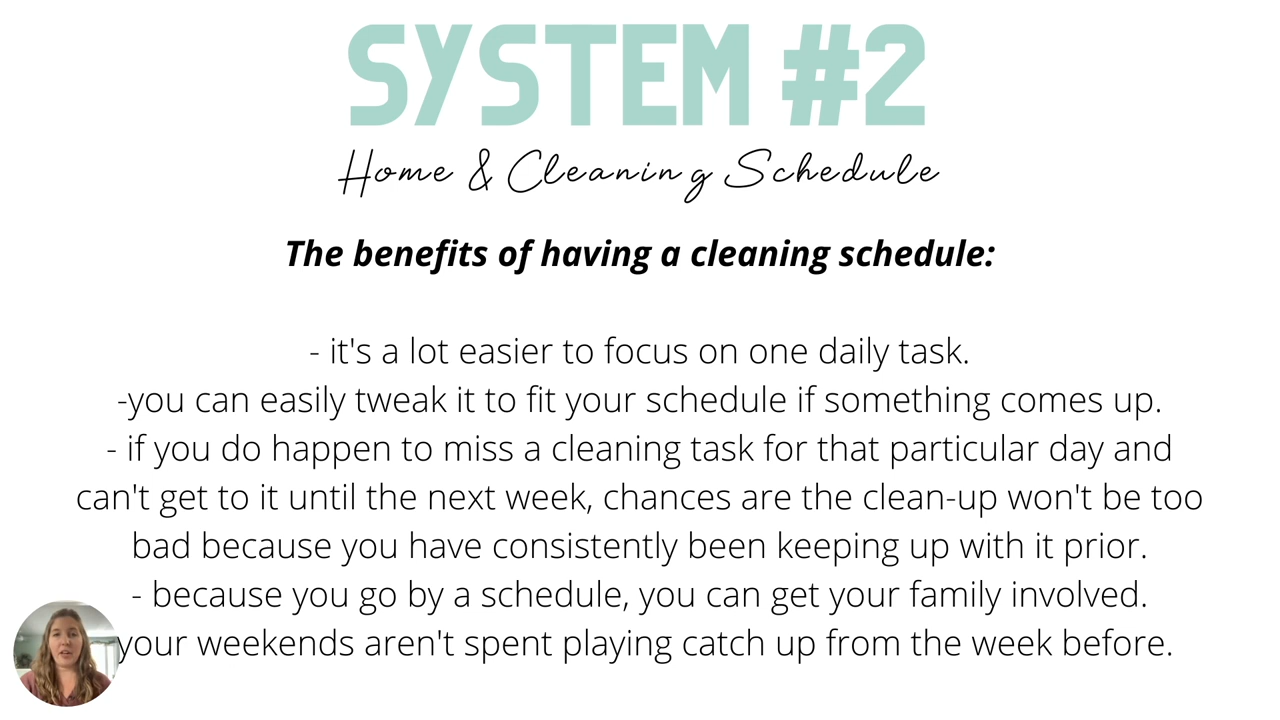 SYSTEM #2
Home & Cleaning Schedule
The benefits of having a cleaning schedule:
- it's a lot easier to focus on one daily task.
-you can easily tweak it to fit your schedule if something comes up.
- if you do happen to miss a cleaning task for that particular day and
can't get to it until the next week, chances are the clean-up won't be too
bad because you have consistently been keeping up with it prior.
- because you go by a schedule, you can get your family involved.
your weekends aren't spent playing catch up from the week before.